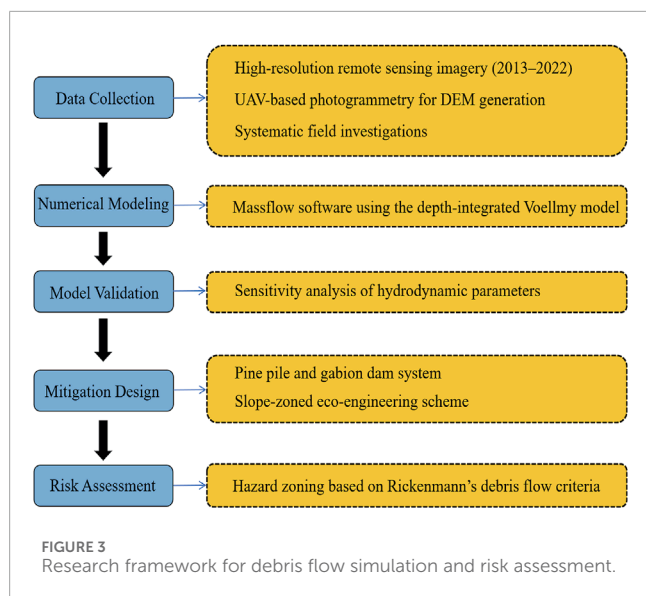 Data Collection
High-resolution remote sensing imagery (2013–2022)
UAV-based photogrammetry for DEM generation
Systematic field investigations
Numerical Modeling
Massflow software using the depth-integrated Voellmy model
Model Validation
Sensitivity analysis of hydrodynamic parameters
Mitigation Design
Pine pile and gabion dam system
Slope-zoned eco-engineering scheme
Risk Assessment
Hazard zoning based on Rickenmann’s debris flow criteria
FIGURE 3
Research framework for debris flow simulation and risk assessment.